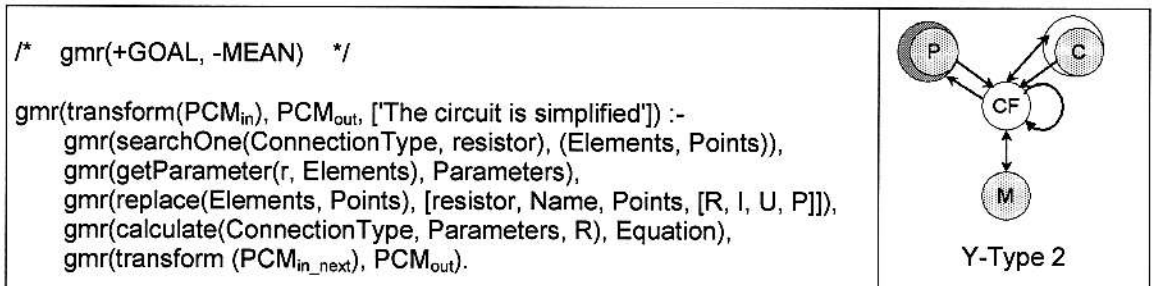 /* gmr(+GOAL, -MEAN) */
gmr(transform(PCMin), PCMout, ['The circuit is simplified']) :-
gmr(searchOne(ConnectionType, resistor), (Elements, Points)),
gmr(getParameter(r, Elements), Parameters),
gmr(replace(Elements, Points), [resistor, Name, Points, [R, I, U, P]]),
gmr(calculate(ConnectionType, Parameters, R), Equation),
gmr(transform (PCMin_next), PCMout).
P
C
CF
M
Y-Type 2